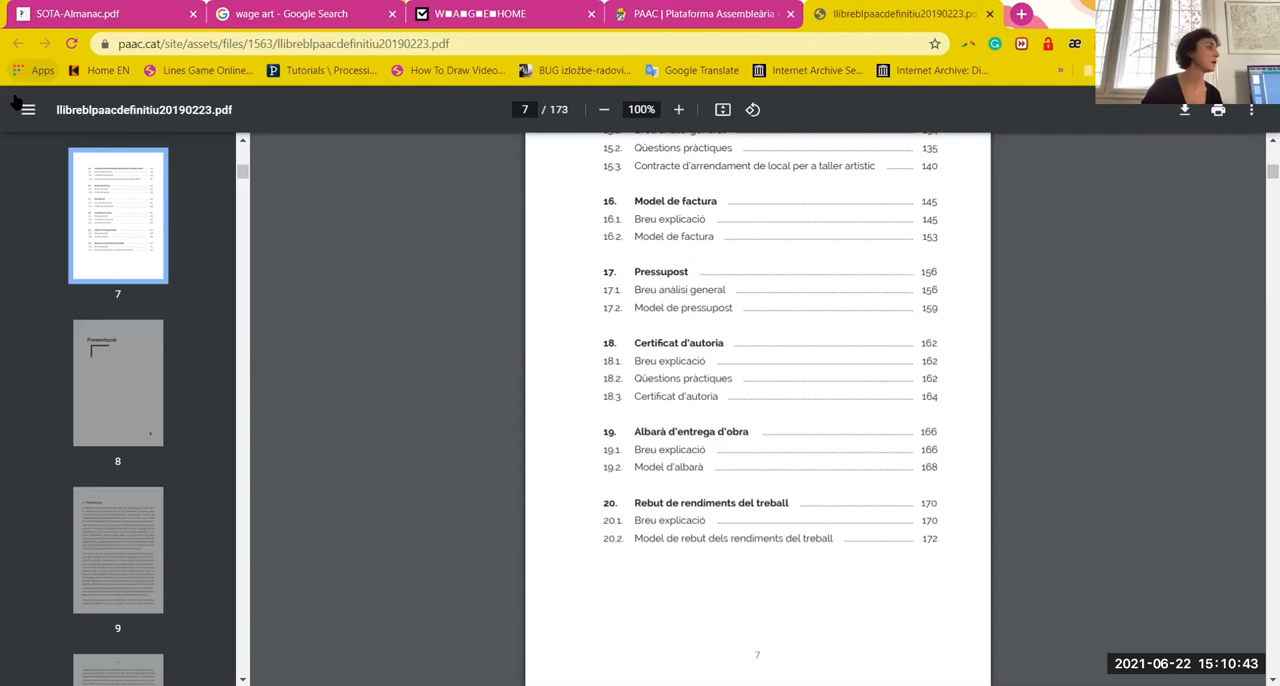 SOTA-Almanac.pdf
wage art - Google Search
W■A■G■E■HOME
PAAC | Plataforma Assembleària
llibreblpaacdefinitiu20190223.pd
paac.cat/site/assets/files/1563/llibreblpaacdefinitiu20190223.pdf
Apps
Home EN
Lines Game Online...
Tutorials \ Processi...
How To Draw Video...
BUG izložbe-radovi...
Google Translate
Internet Archive Se...
Internet Archive: Di...
»
llibreblpaacdefinitiu20190223.pdf
7 / 173
100%
15.2. Qüestions pràctiques 135
15.3. Contracte d'arrendament de local per a taller artístic 140
16. Model de factura 145
16.1. Breu explicació 145
16.2. Model de factura 153
17. Pressupost 156
17.1. Breu anàlisi general 156
17.2. Model de pressupost 159
18. Certificat d'autoria 162
18.1. Breu explicació 162
18.2. Qüestions pràctiques 162
18.3. Certificat d'autoria 164
19. Albarà d'entrega d'obra 166
19.1. Breu explicació 166
19.2. Model d'albarà 168
20. Rebut de rendiments del treball 170
20.1. Breu explicació 170
20.2. Model de rebut dels rendiments del treball 172
7
7
Presentació
8
9
2021-06-22 15:10:43